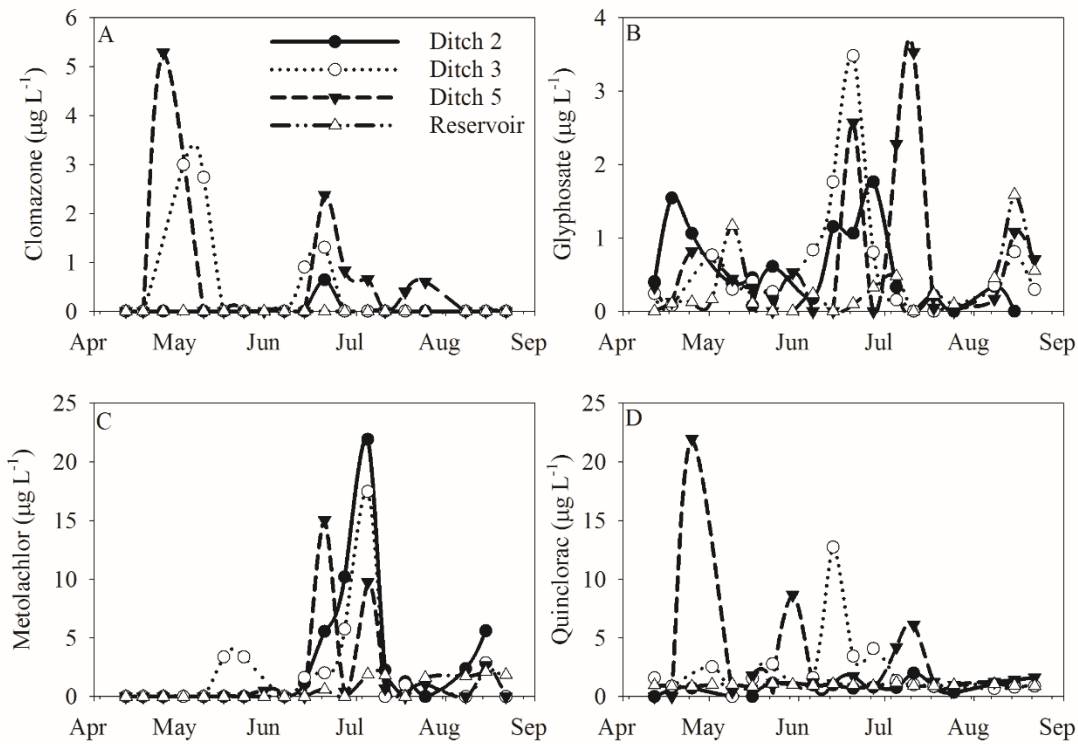 A
Clomazone (µg L-1)
6
5
4
3
2
1
0
Apr May Jun Jul Aug Sep
Ditch 2
Ditch 3
Ditch 5
Reservoir
B
Glyphosate (µg L-1)
4
3
2
1
0
Apr May Jun Jul Aug Sep
C
Metolachlor (µg L-1)
25
20
15
10
5
0
Apr May Jun Jul Aug Sep
D
Quinclorac (µg L-1)
25
20
15
10
5
0
Apr May Jun Jul Aug Sep